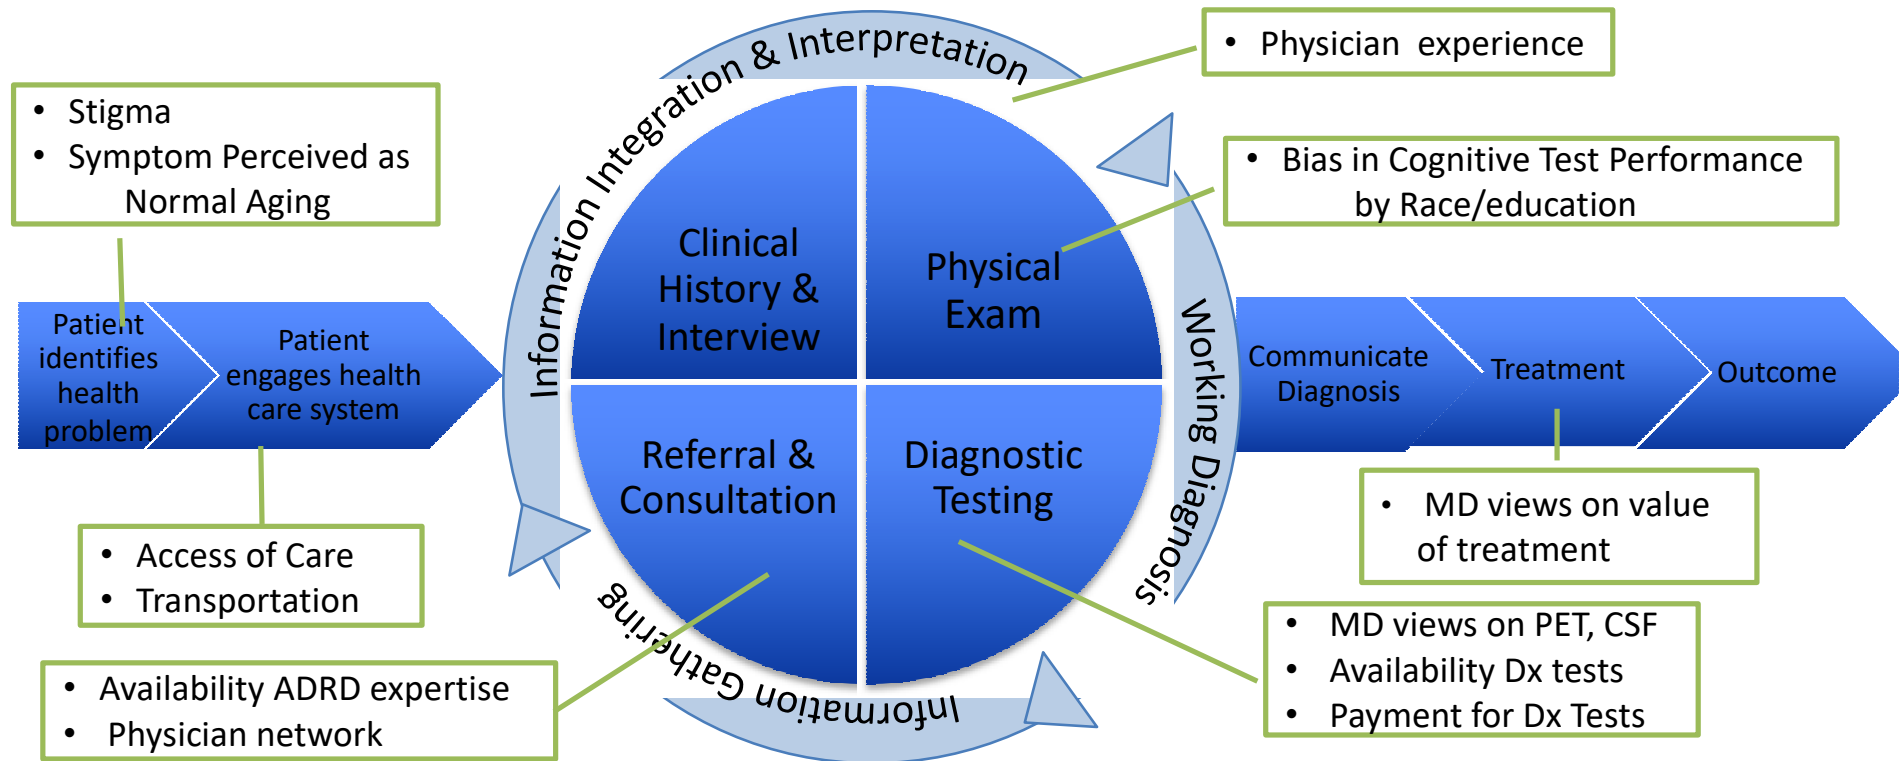 • Stigma
• Symptom Perceived as
Normal Aging
Patient
identifies
health
problem
Patient
engages health
care system
• Access of Care
• Transportation
• Availability ADRD expertise
• Physician network
Information Integration & Interpretation
Clinical
History &
Interview
Physical
Exam
Referral &
Consultation
Diagnostic
Testing
Information Gathering
Working Diagnosis
• Physician experience
• Bias in Cognitive Test Performance
by Race/education
Communicate
Diagnosis
Treatment
Outcome
• MD views on value
of treatment
• MD views on PET, CSF
• Availability Dx tests
• Payment for Dx Tests